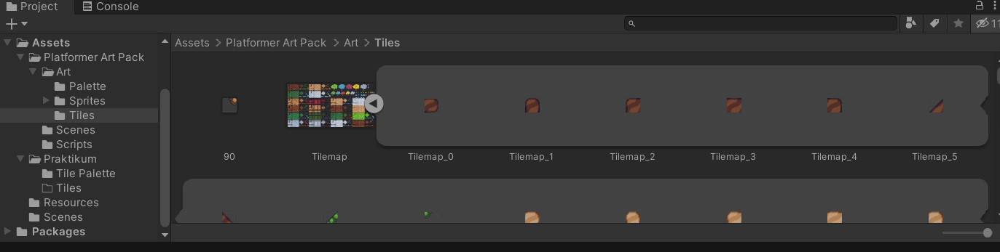 Project Console
11
Assets
Platformer Art Pack
Art
Palette
Sprites
Tiles
Scenes
Scripts
Praktikum
Tile Palette
Tiles
Resources
Scenes
Packages
Assets > Platformer Art Pack > Art > Tiles
90 Tilemap Tilemap_0 Tilemap_1 Tilemap_2 Tilemap_3 Tilemap_4 Tilemap_5